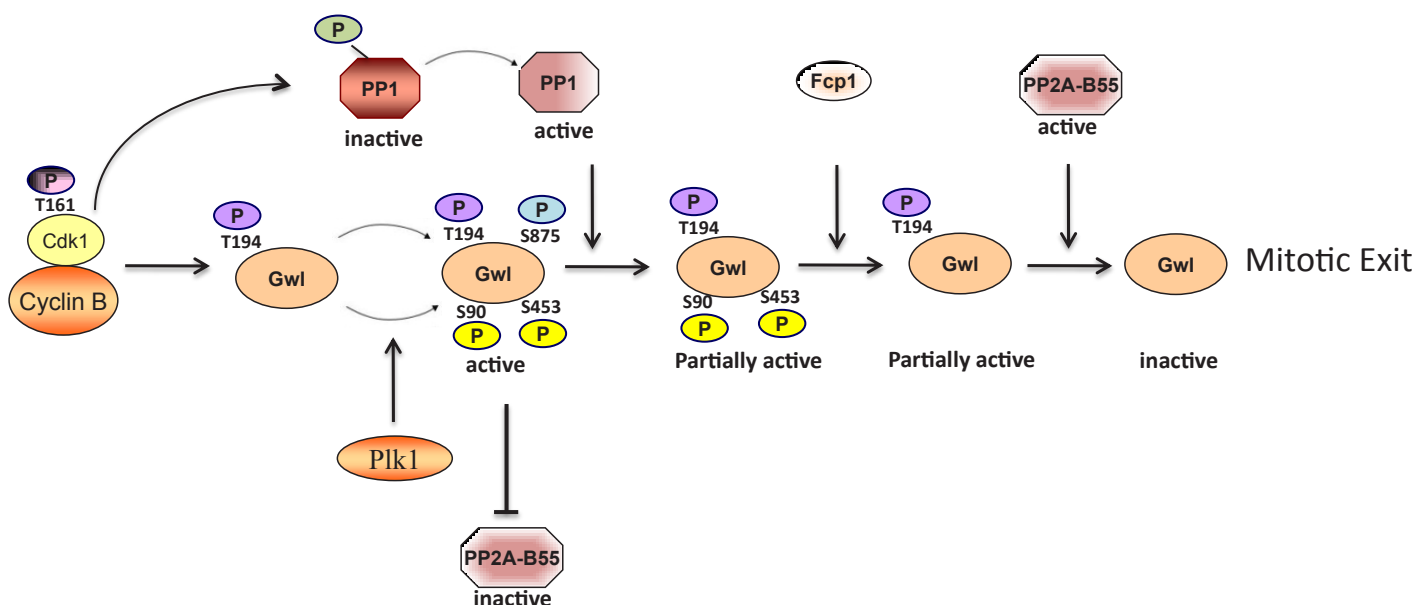 P
PP1
inactive
PP1
active
Fcp1
PP2A-B55
active
P
T161
Cdk1
Cyclin B
P
T194
Gwl
P
T194
P
S875
Gwl
S90
P
S453
P
active
P
T194
Gwl
S90
P
S453
P
Partially active
P
T194
Gwl
Partially active
Gwl
inactive
Mitotic Exit
Plk1
PP2A-B55
inactive